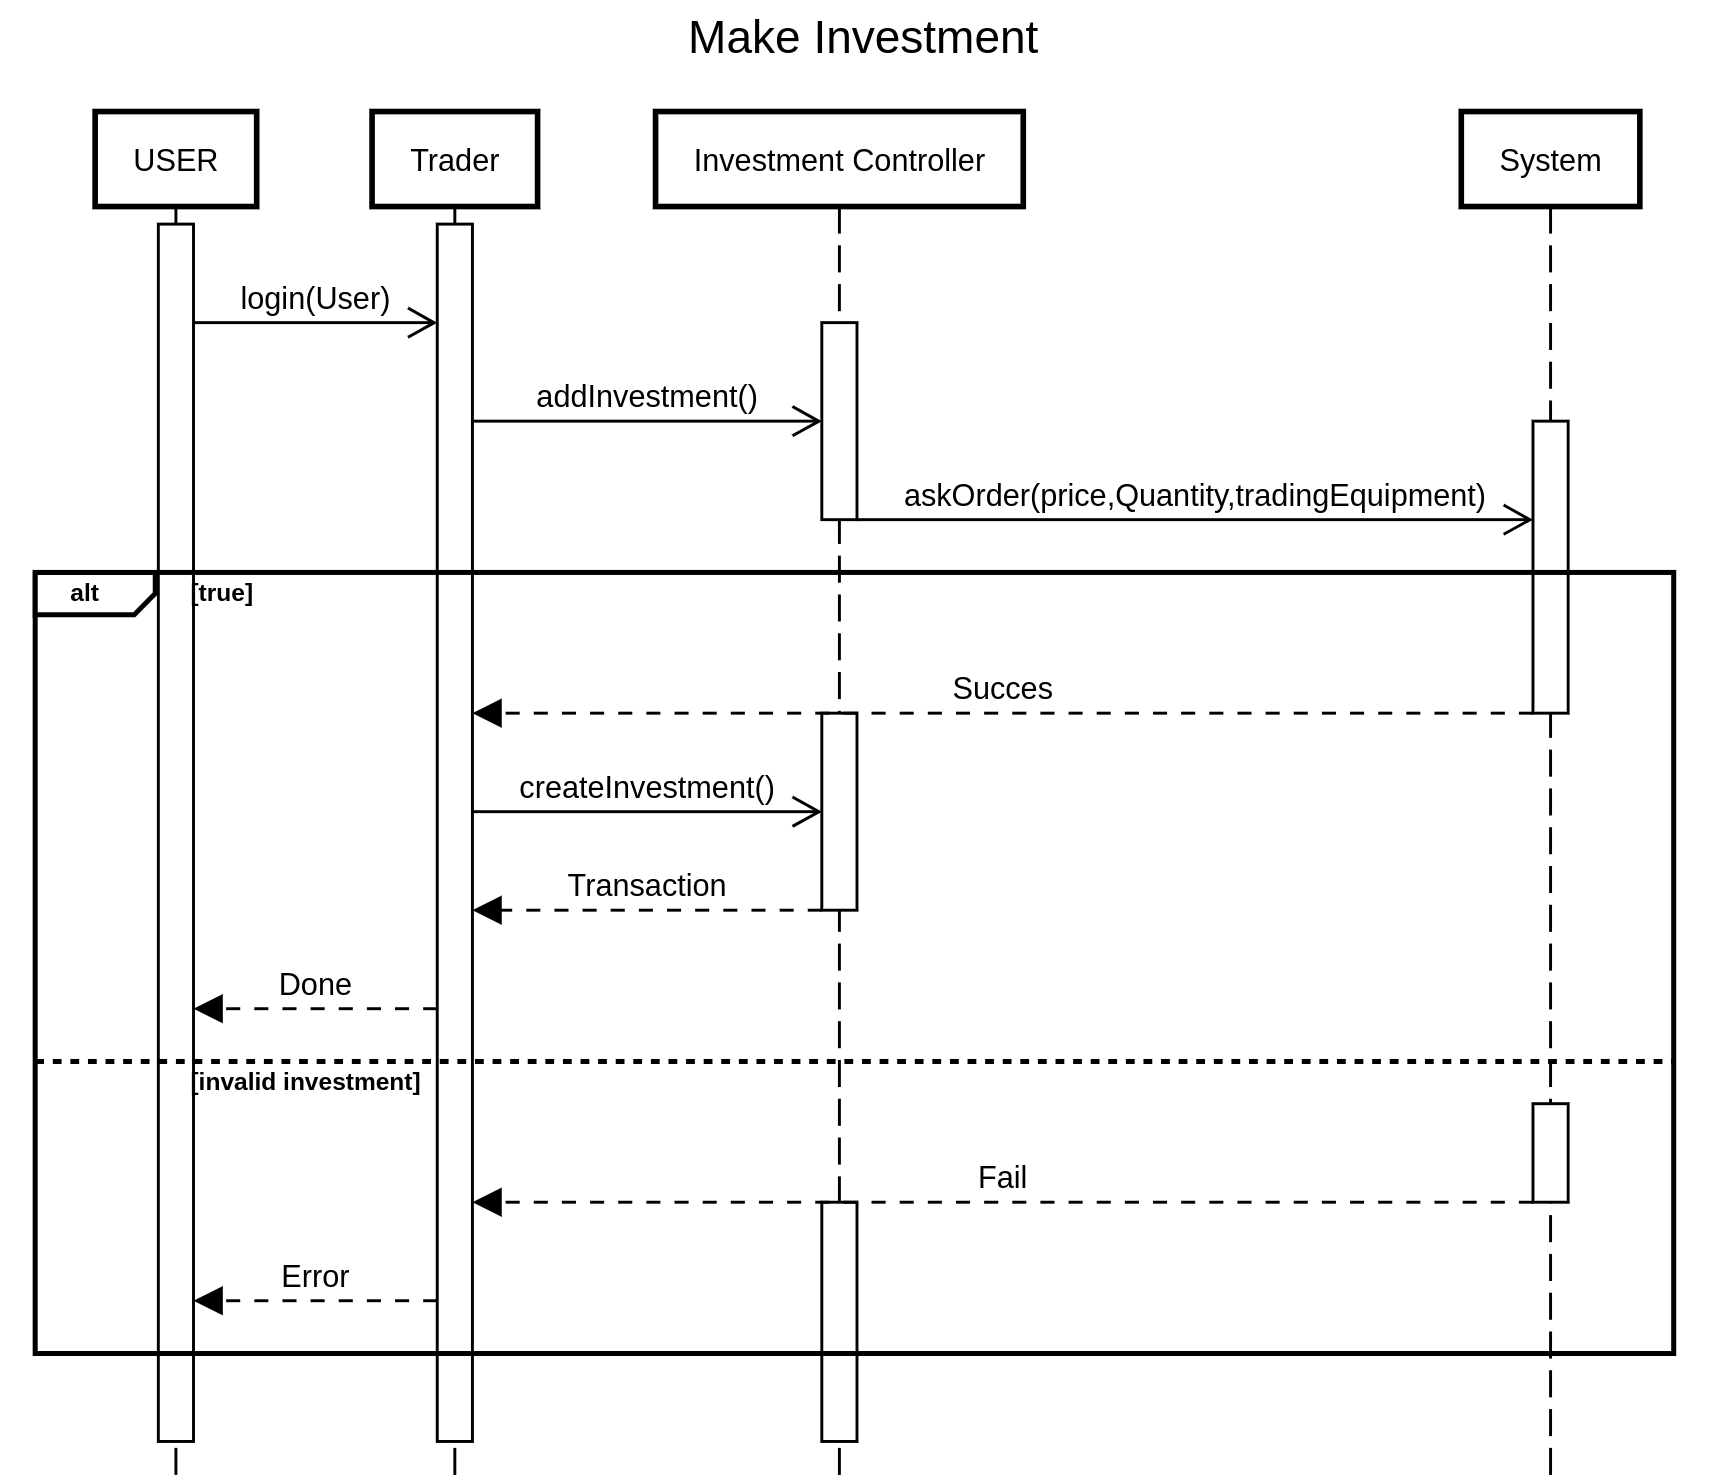 Make Investment
USER
Trader
Investment Controller
System
login(User)
addInvestment()
askOrder(price,Quantity,tradingEquipment)
alt
[true]
Succes
createInvestment()
Transaction
Done
[invalid investment]
Fail
Error